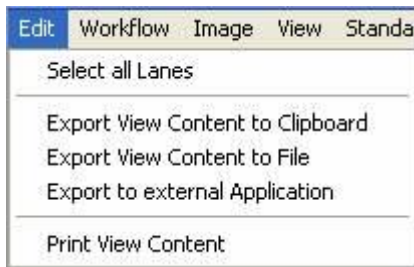 Edit Workflow Image View Standa
Select all Lanes
Export View Content to Clipboard
Export View Content to File
Export to external Application
Print View Content